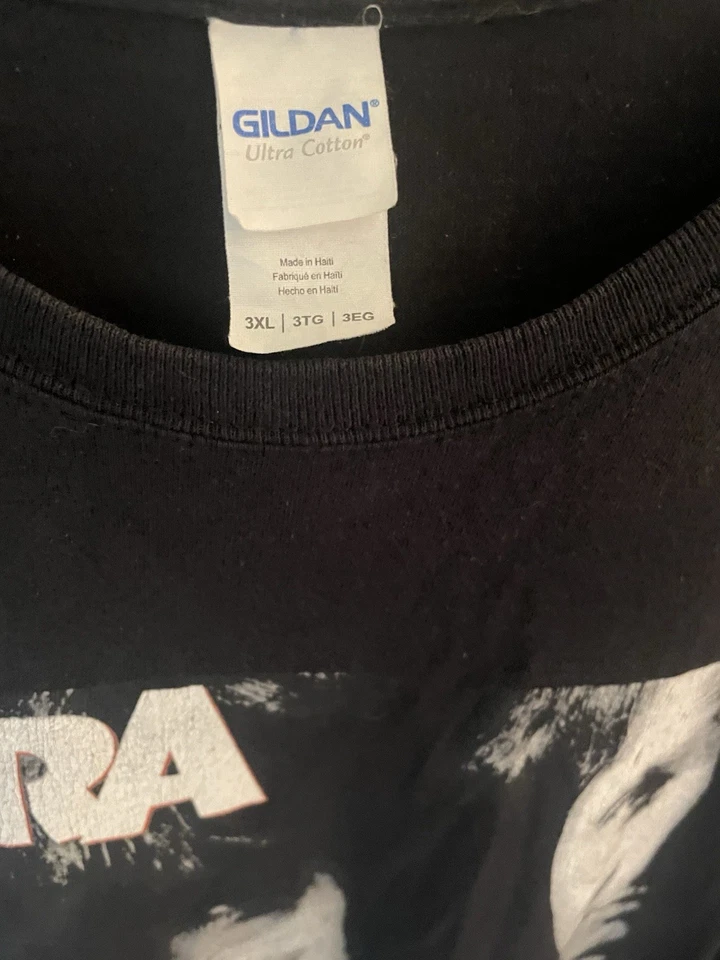 GILDAN®
Ultra Cotton®
Made in Haiti
Fabriqué en Haïti
Hecho en Haití
3XL | 3TG | 3EG
RA